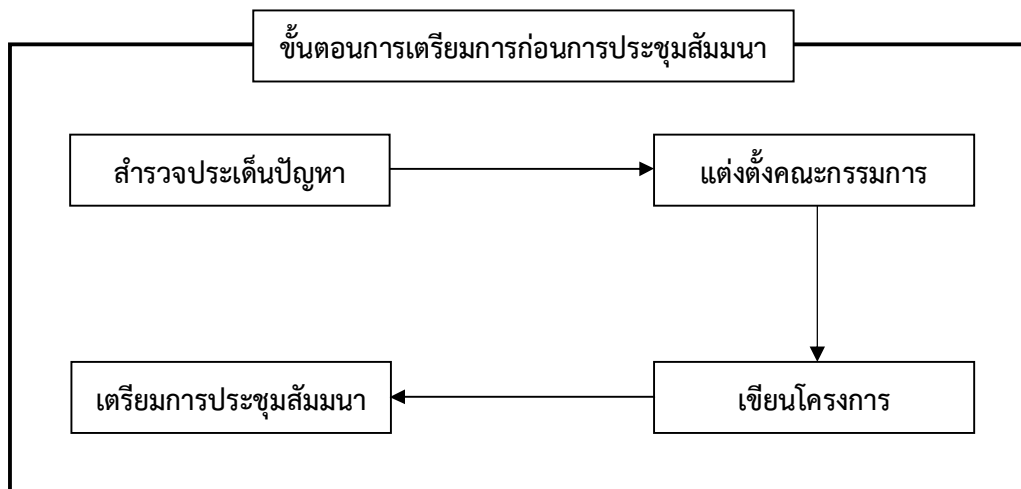 ขั้นตอนการเตรียมการก่อนการประชุมสัมมนา
สำรวจประเด็นปัญหา
แต่งตั้งคณะกรรมการ
เขียนโครงการ
เตรียมการประชุมสัมมนา